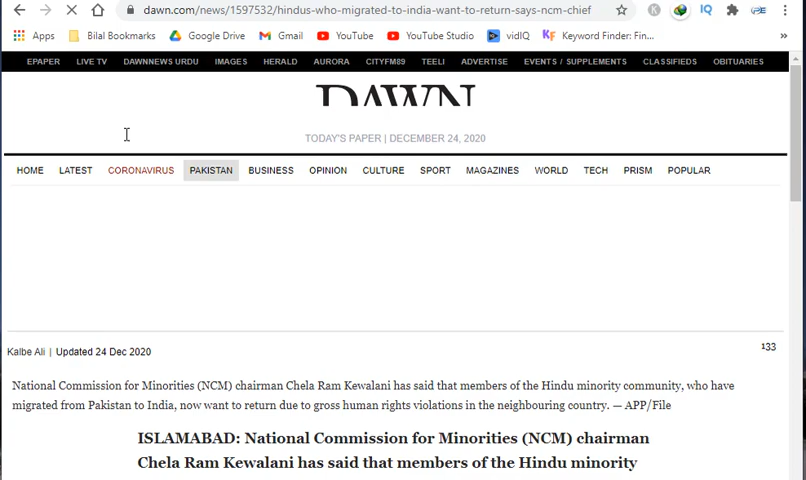 dawn.com/news/1597532/hindus-who-migrated-to-india-want-to-return-says-ncm-chief
Apps Bilal Bookmarks Google Drive Gmail YouTube YouTube Studio vidIQ Keyword Finder: Fin... »
EPAPER LIVE TV DAWNNEWS URDU IMAGES HERALD AURORA CITYFM89 TEELI ADVERTISE EVENTS / SUPPLEMENTS CLASSIFIEDS OBITUARIES
DAWN
TODAY'S PAPER | DECEMBER 24, 2020
HOME LATEST CORONAVIRUS PAKISTAN BUSINESS OPINION CULTURE SPORT MAGAZINES WORLD TECH PRISM POPULAR
Kalbe Ali | Updated 24 Dec 2020 133
National Commission for Minorities (NCM) chairman Chela Ram Kewalani has said that members of the Hindu minority community, who have
migrated from Pakistan to India, now want to return due to gross human rights violations in the neighbouring country. — APP/File
ISLAMABAD: National Commission for Minorities (NCM) chairman
Chela Ram Kewalani has said that members of the Hindu minority